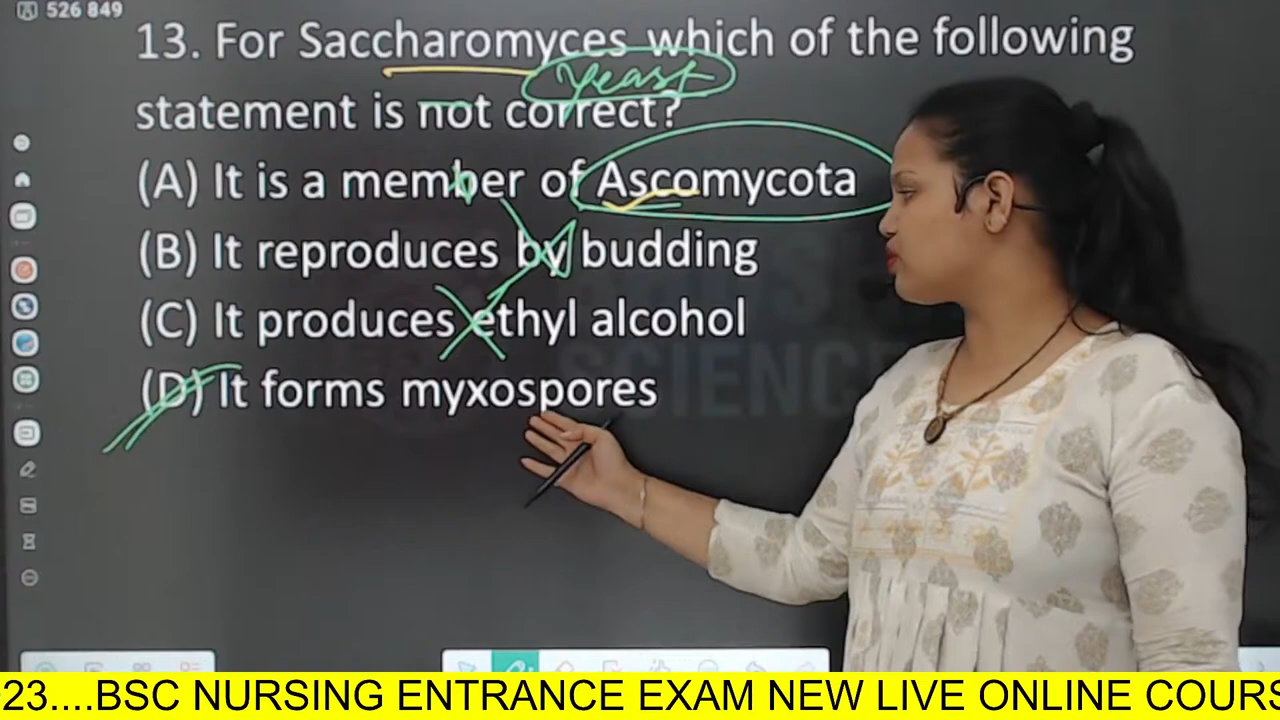 526 849
13. For Saccharomyces which of the following
yeast
statement is not correct?
(A) It is a member of Ascomycota
(B) It reproduces by budding
(C) It produces ethyl alcohol
(D) It forms myxospores
SCIENCE
23....BSC NURSING ENTRANCE EXAM NEW LIVE ONLINE COURS